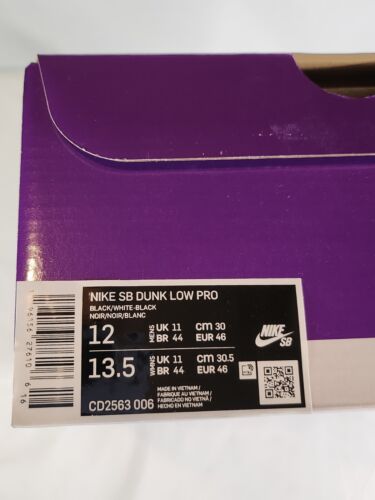 NIKE SB DUNK LOW PRO
BLACK/WHITE-BLACK
NOIR/NOIR/BLANC
12 MENS UK 11 CM 30
BR 44 EUR 46
13.5 WMNS UK 11 CM 30.5
BR 44 EUR 46
NIKE
SB
CD2563 006
MADE IN VIETNAM/
FABRIQUE AU VIETNAM/
FABRICADO NO VIETNÃ/
HECHO EN VIETNAM